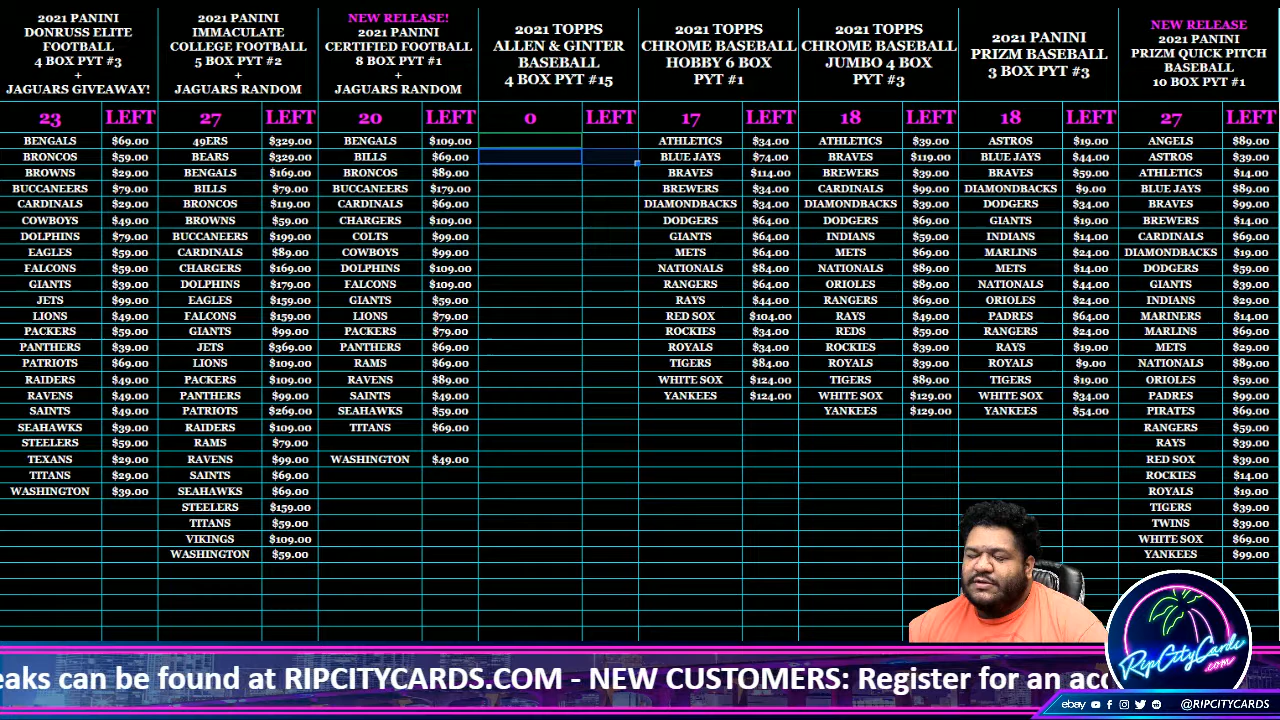 2021 PANINI
DONRUSS ELITE
FOOTBALL
4 BOX PYT #3
+
JAGUARS GIVEAWAY!
23 LEFT
BENGALS $69.00
BRONCOS $59.00
BROWNS $29.00
BUCCANEERS $79.00
CARDINALS $29.00
COWBOYS $49.00
DOLPHINS $79.00
EAGLES $59.00
FALCONS $59.00
GIANTS $39.00
JETS $99.00
LIONS $49.00
PACKERS $59.00
PANTHERS $39.00
PATRIOTS $69.00
RAIDERS $49.00
RAVENS $49.00
SAINTS $49.00
SEAHAWKS $39.00
STEELERS $59.00
TEXANS $29.00
TITANS $29.00
WASHINGTON $39.00
2021 PANINI
IMMACULATE
COLLEGE FOOTBALL
5 BOX PYT #2
+
JAGUARS RANDOM
27 LEFT
49ERS $329.00
BEARS $329.00
BENGALS $169.00
BILLS $79.00
BRONCOS $119.00
BROWNS $59.00
BUCCANEERS $199.00
CARDINALS $89.00
CHARGERS $169.00
DOLPHINS $179.00
EAGLES $159.00
FALCONS $159.00
GIANTS $99.00
JETS $369.00
LIONS $109.00
PACKERS $109.00
PANTHERS $99.00
PATRIOTS $269.00
RAIDERS $109.00
RAMS $79.00
RAVENS $99.00
SAINTS $69.00
SEAHAWKS $69.00
STEELERS $159.00
TITANS $59.00
VIKINGS $109.00
WASHINGTON $59.00
NEW RELEASE!
2021 PANINI
CERTIFIED FOOTBALL
8 BOX PYT #1
+
JAGUARS RANDOM
20 LEFT
BENGALS $109.00
BILLS $69.00
BRONCOS $89.00
BUCCANEERS $179.00
CARDINALS $69.00
CHARGERS $109.00
COLTS $99.00
COWBOYS $99.00
DOLPHINS $109.00
FALCONS $109.00
GIANTS $59.00
LIONS $79.00
PACKERS $79.00
PANTHERS $69.00
RAMS $69.00
RAVENS $89.00
SAINTS $49.00
SEAHAWKS $59.00
TITANS $69.00
WASHINGTON $49.00
2021 TOPPS
ALLEN & GINTER
BASEBALL
4 BOX PYT #15
0 LEFT
2021 TOPPS
CHROME BASEBALL
HOBBY 6 BOX
PYT #1
17 LEFT
ATHLETICS $34.00
BLUE JAYS $74.00
BRAVES $114.00
BREWERS $34.00
DIAMONDBACKS $34.00
DODGERS $64.00
GIANTS $64.00
METS $64.00
NATIONALS $84.00
RANGERS $64.00
RAYS $44.00
RED SOX $104.00
ROCKIES $34.00
ROYALS $34.00
TIGERS $84.00
WHITE SOX $124.00
YANKEES $124.00
2021 TOPPS
CHROME BASEBALL
JUMBO 4 BOX
PYT #3
18 LEFT
ATHLETICS $39.00
BRAVES $119.00
BREWERS $39.00
CARDINALS $99.00
DIAMONDBACKS $39.00
DODGERS $69.00
INDIANS $59.00
METS $69.00
NATIONALS $89.00
ORIOLES $89.00
RANGERS $69.00
RAYS $49.00
REDS $59.00
ROCKIES $39.00
ROYALS $39.00
TIGERS $89.00
WHITE SOX $129.00
YANKEES $129.00
2021 PANINI
PRIZM BASEBALL
3 BOX PYT #3
18 LEFT
ASTROS $19.00
BLUE JAYS $44.00
BRAVES $59.00
DIAMONDBACKS $9.00
DODGERS $34.00
GIANTS $19.00
INDIANS $14.00
MARLINS $24.00
METS $14.00
NATIONALS $44.00
ORIOLES $24.00
PADRES $64.00
RANGERS $24.00
RAYS $19.00
ROYALS $9.00
TIGERS $19.00
WHITE SOX $34.00
YANKEES $54.00
NEW RELEASE
2021 PANINI
PRIZM QUICK PITCH
BASEBALL
10 BOX PYT #1
27 LEFT
ANGELS $89.00
ASTROS $39.00
ATHLETICS $14.00
BLUE JAYS $89.00
BRAVES $99.00
BREWERS $14.00
CARDINALS $69.00
DIAMONDBACKS $19.00
DODGERS $59.00
GIANTS $39.00
INDIANS $29.00
MARINERS $14.00
MARLINS $69.00
METS $29.00
NATIONALS $89.00
ORIOLES $59.00
PADRES $99.00
PIRATES $69.00
RANGERS $59.00
RAYS $39.00
RED SOX $39.00
ROCKIES $14.00
ROYALS $19.00
TIGERS $39.00
TWINS $39.00
WHITE SOX $69.00
YANKEES $99.00
eaks can be found at RIPCITYCARDS.COM - NEW CUSTOMERS: Register for an acc
RipCityCards
.com
ebay @RIPCITYCARDS